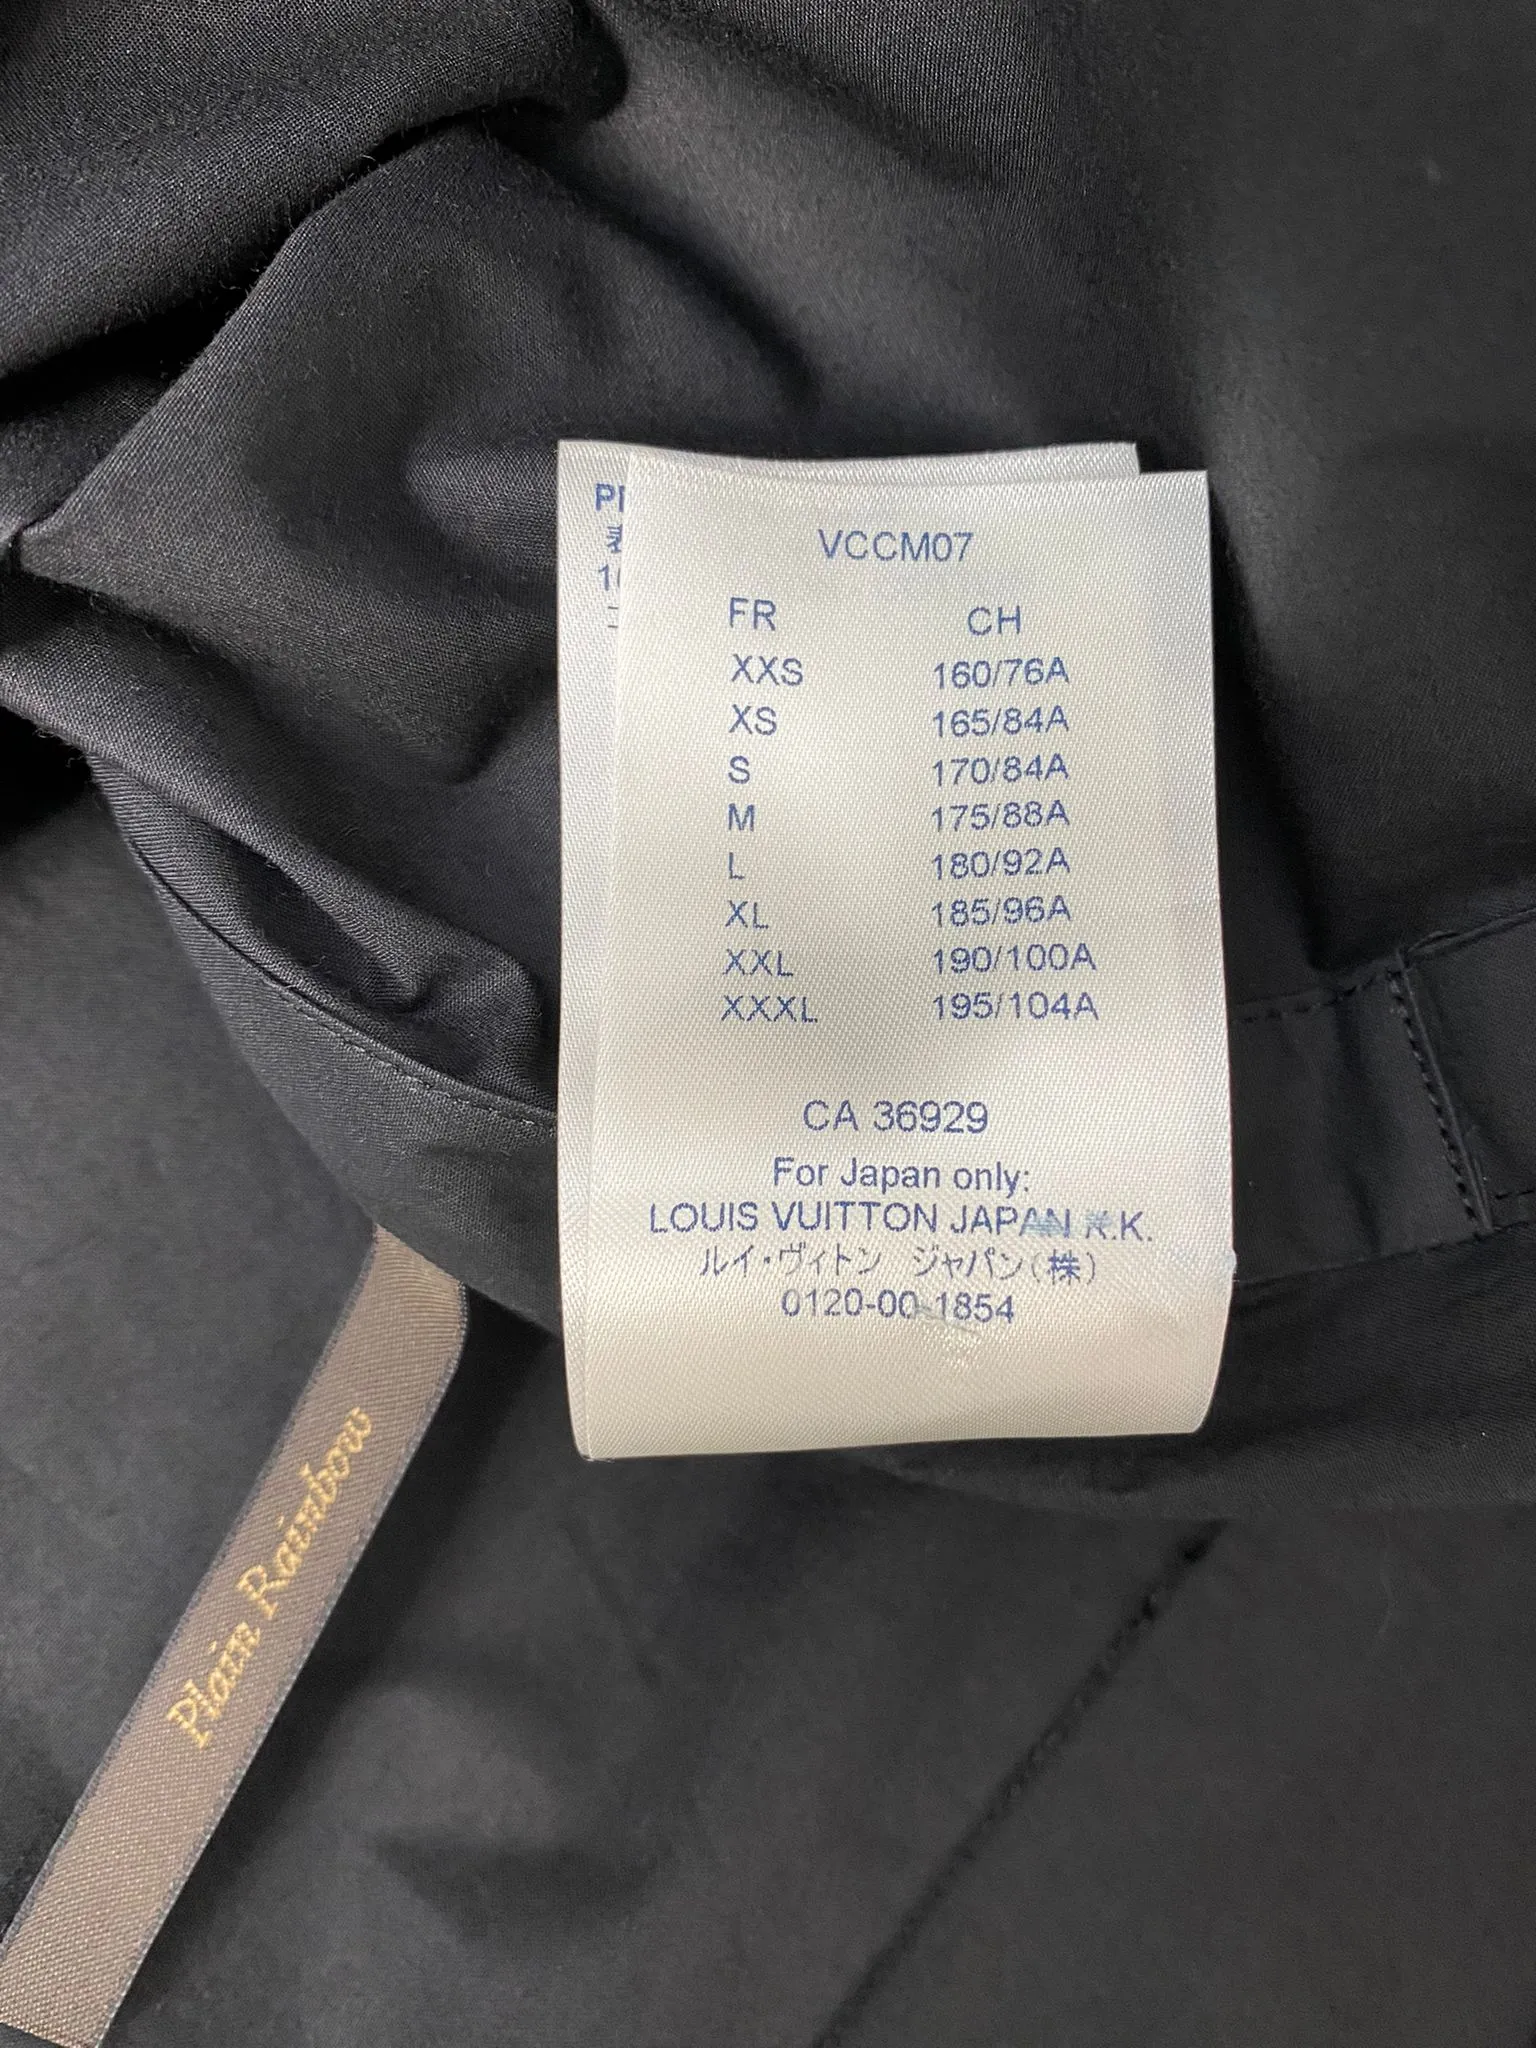 VCCM07
FR CH
XXS 160/76A
XS 165/84A
S 170/84A
M 175/88A
L 180/92A
XL 185/96A
XXL 190/100A
XXXL 195/104A
CA 36929
For Japan only:
LOUIS VUITTON JAPAN K.K.
ルイ・ヴィトン ジャパン(株)
0120-00-1854
Plain Rainbow